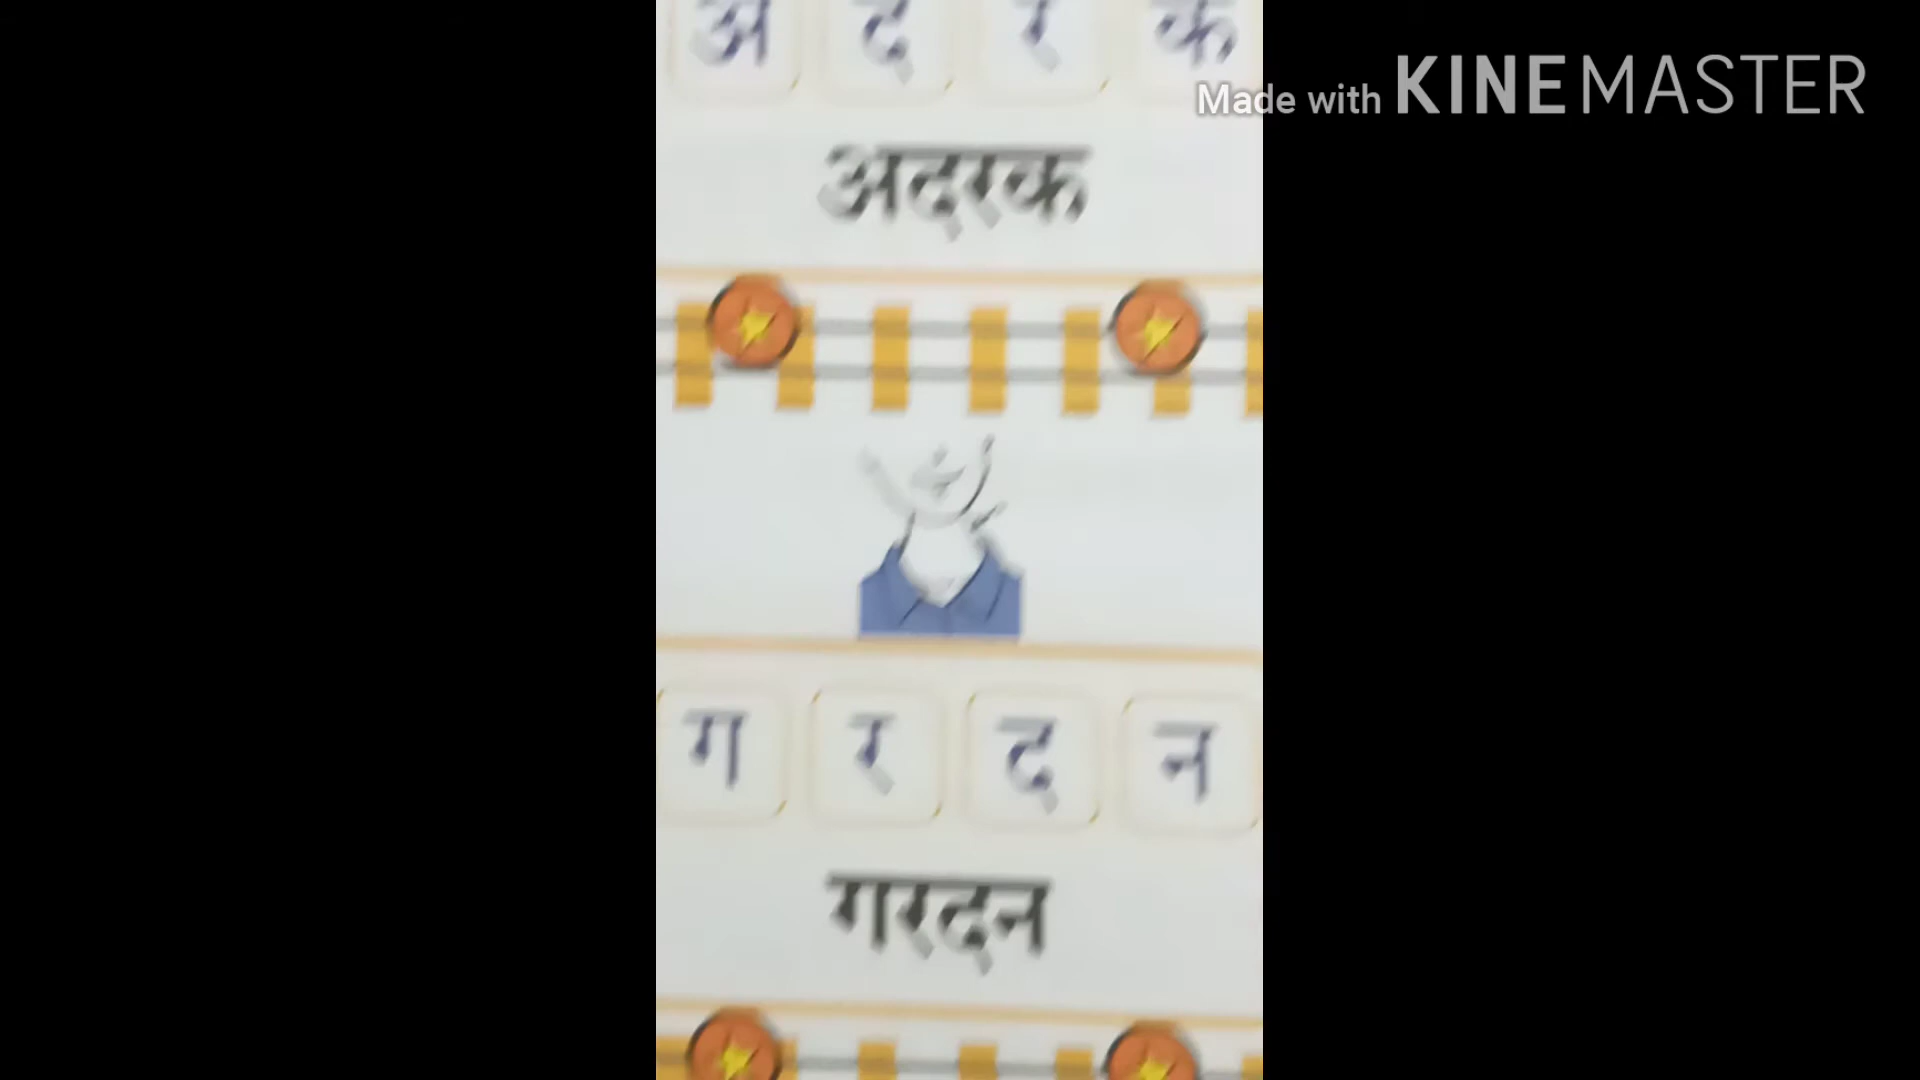 अ द र क
Made with KINEMASTER
अदरक
ग र द न
गरदन